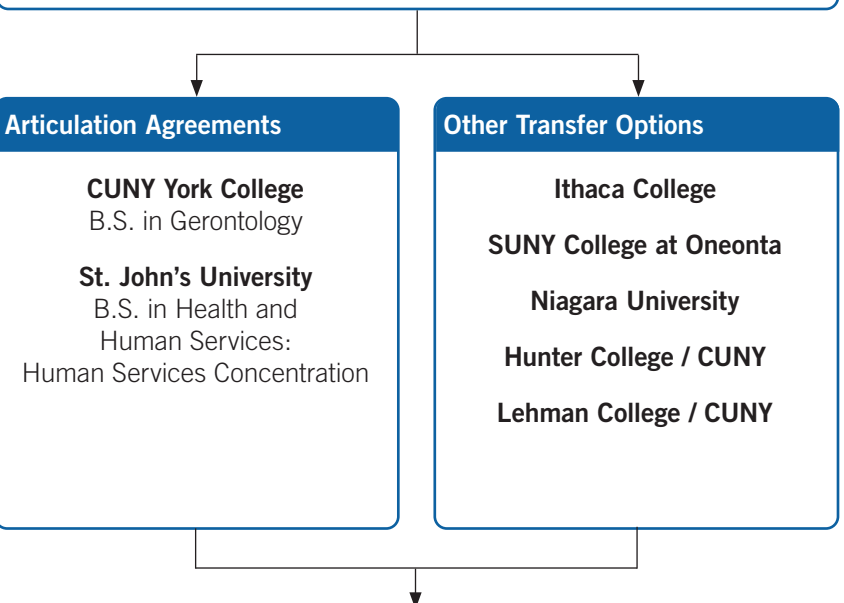 Articulation Agreements
CUNY York College
B.S. in Gerontology
St. John’s University
B.S. in Health and
Human Services:
Human Services Concentration
Other Transfer Options
Ithaca College
SUNY College at Oneonta
Niagara University
Hunter College / CUNY
Lehman College / CUNY